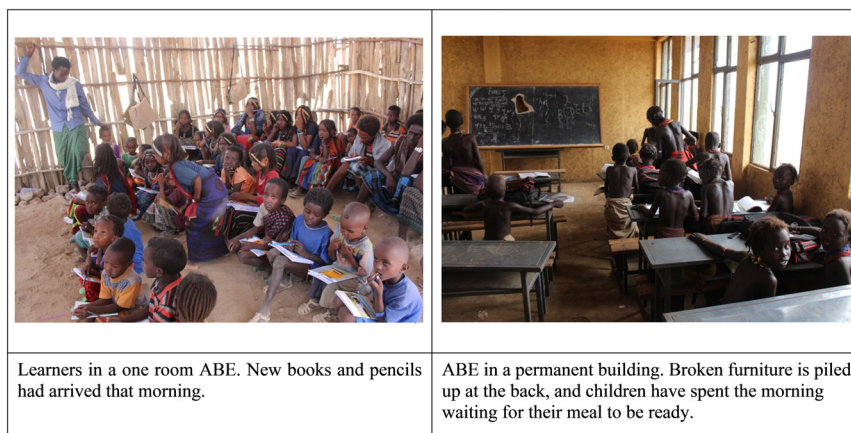 Learners in a one room ABE. New books and pencils
had arrived that morning.
ABE in a permanent building. Broken furniture is piled
up at the back, and children have spent the morning
waiting for their meal to be ready.